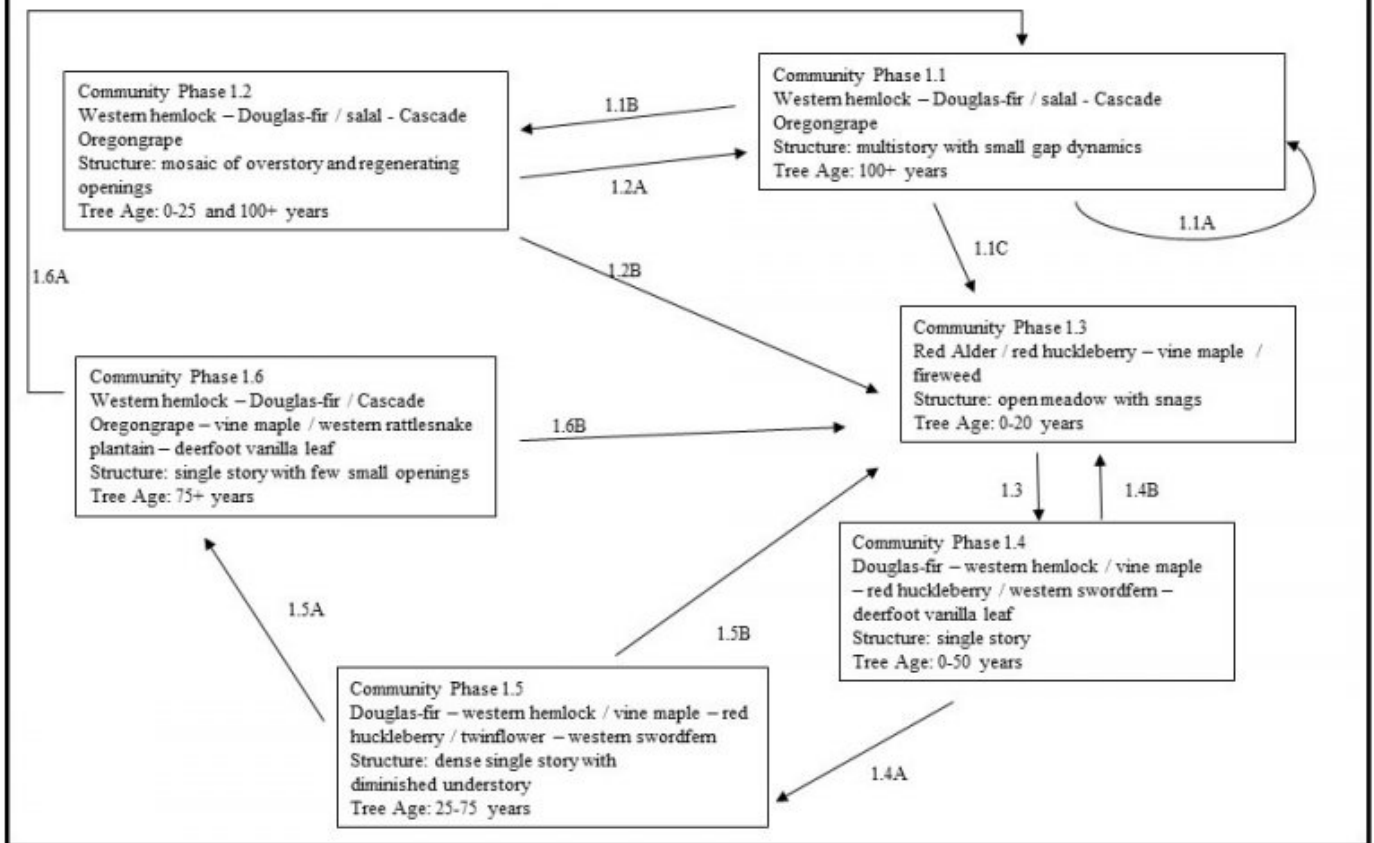 Community Phase 1.2
Western hemlock – Douglas-fir / salal - Cascade
Oregongrape
Structure: mosaic of overstory and regenerating
openings
Tree Age: 0-25 and 100+ years
1.1B
1.2A
Community Phase 1.1
Western hemlock – Douglas-fir / salal - Cascade
Oregongrape
Structure: multistory with small gap dynamics
Tree Age: 100+ years
1.1A
1.1C
1.2B
1.6A
Community Phase 1.3
Red Alder / red huckleberry – vine maple /
fireweed
Structure: open meadow with snags
Tree Age: 0-20 years
Community Phase 1.6
Western hemlock – Douglas-fir / Cascade
Oregongrape – vine maple / western rattlesnake
plantain – deerfoot vanilla leaf
Structure: single story with few small openings
Tree Age: 75+ years
1.6B
1.3
1.4B
Community Phase 1.4
Douglas-fir – western hemlock / vine maple
– red huckleberry / western swordfern –
deerfoot vanilla leaf
Structure: single story
Tree Age: 0-50 years
1.5A
1.5B
Community Phase 1.5
Douglas-fir – western hemlock / vine maple – red
huckleberry / twinflower – western swordfern
Structure: dense single story with
diminished understory
Tree Age: 25-75 years
1.4A